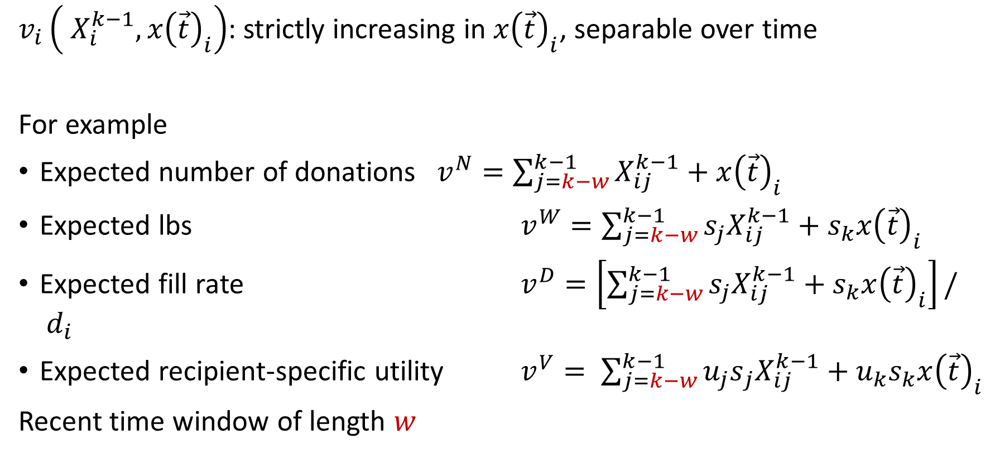 $v_i\left(X_i^{k-1}, x(\vec{t})_i\right)$: strictly increasing in $x(\vec{t})_i$, separable over time
For example
• Expected number of donations $v^N = \sum_{j=k-w}^{k-1} X_{ij}^{k-1} + x(\vec{t})_i$
• Expected lbs $v^W = \sum_{j=k-w}^{k-1} s_j X_{ij}^{k-1} + s_k x(\vec{t})_i$
• Expected fill rate $v^D = \left[\sum_{j=k-w}^{k-1} s_j X_{ij}^{k-1} + s_k x(\vec{t})_i\right] /$
$d_i$
• Expected recipient-specific utility $v^V = \sum_{j=k-w}^{k-1} u_j s_j X_{ij}^{k-1} + u_k s_k x(\vec{t})_i$
Recent time window of length $w$